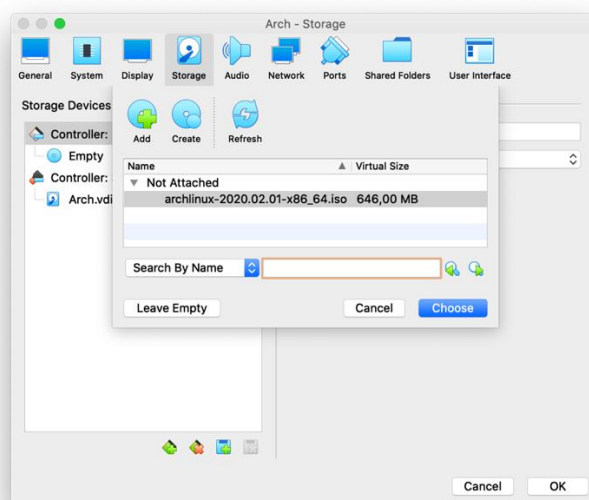 Arch - Storage
General System Display Storage Audio Network Ports Shared Folders User Interface
Storage Devices
Controller:
Empty
Controller:
Arch.vdi
Add Create Refresh
Name Virtual Size
Not Attached
archlinux-2020.02.01-x86_64.iso 646,00 MB
Search By Name
Leave Empty Cancel Choose
Cancel OK